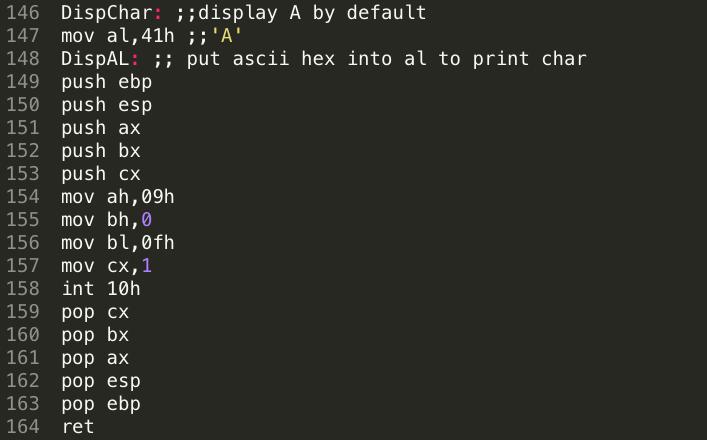 146 DispChar: ;;display A by default
147 mov al,41h ;;'A'
148 DispAL: ;; put ascii hex into al to print char
149 push ebp
150 push esp
151 push ax
152 push bx
153 push cx
154 mov ah,09h
155 mov bh,0
156 mov bl,0fh
157 mov cx,1
158 int 10h
159 pop cx
160 pop bx
161 pop ax
162 pop esp
163 pop ebp
164 ret